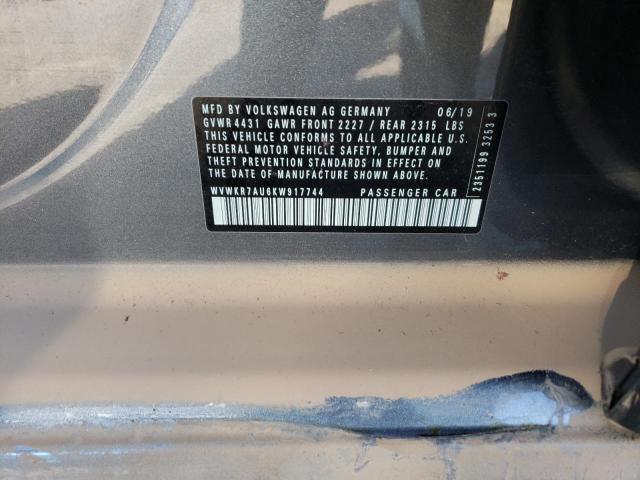 MFD BY VOLKSWAGEN AG GERMANY 06/19
GVWR 4431 GAWR FRONT 2227 / REAR 2315 LBS
THIS VEHICLE CONFORMS TO ALL APPLICABLE U.S.
FEDERAL MOTOR VEHICLE SAFETY, BUMPER AND
THEFT PREVENTION STANDARDS IN EFFECT ON
THE DATE OF MANUFACTURE SHOWN ABOVE.
WVWKR7AU6KW917744 PASSENGER CAR
2351199 3253 3